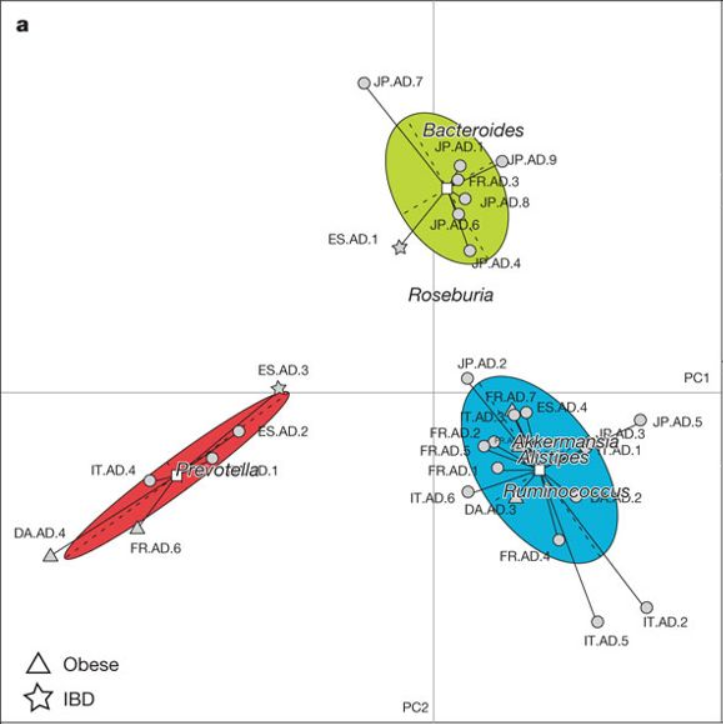 a
JP.AD.7
Bacteroides
JP.AD.1
JP.AD.9
FR.AD.3
JP.AD.8
JP.AD.6
ES.AD.1
JP.AD.4
Roseburia
JP.AD.2
ES.AD.3
PC1
FR.AD.7
IT.AD.3
ES.AD.4
JP.AD.5
ES.AD.2
FR.AD.2
JP.AD.3
Akkermansia
FR.AD.5
Alistipes
IT.AD.4
Prevotella
FR.AD.1
IT.AD.6
Ruminococcus
DA.AD.2
DA.AD.3
DA.AD.4
FR.AD.6
FR.AD.4
IT.AD.2
IT.AD.5
Obese
IBD
PC2